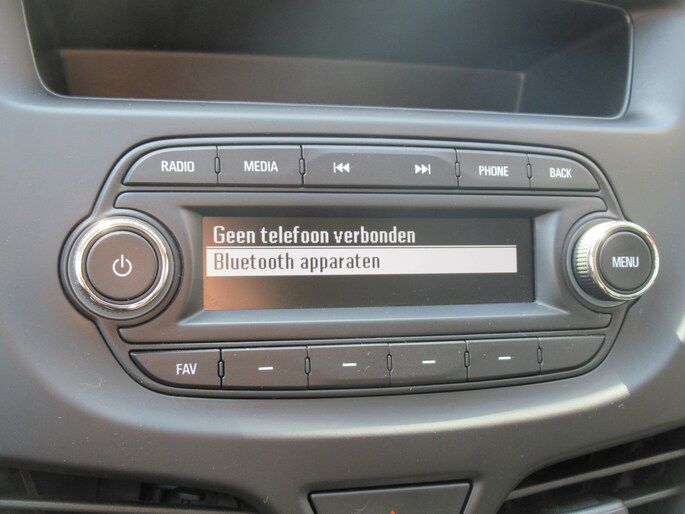 RADIO MEDIA PHONE BACK
Geen telefoon verbonden
Bluetooth apparaten
MENU
FAV